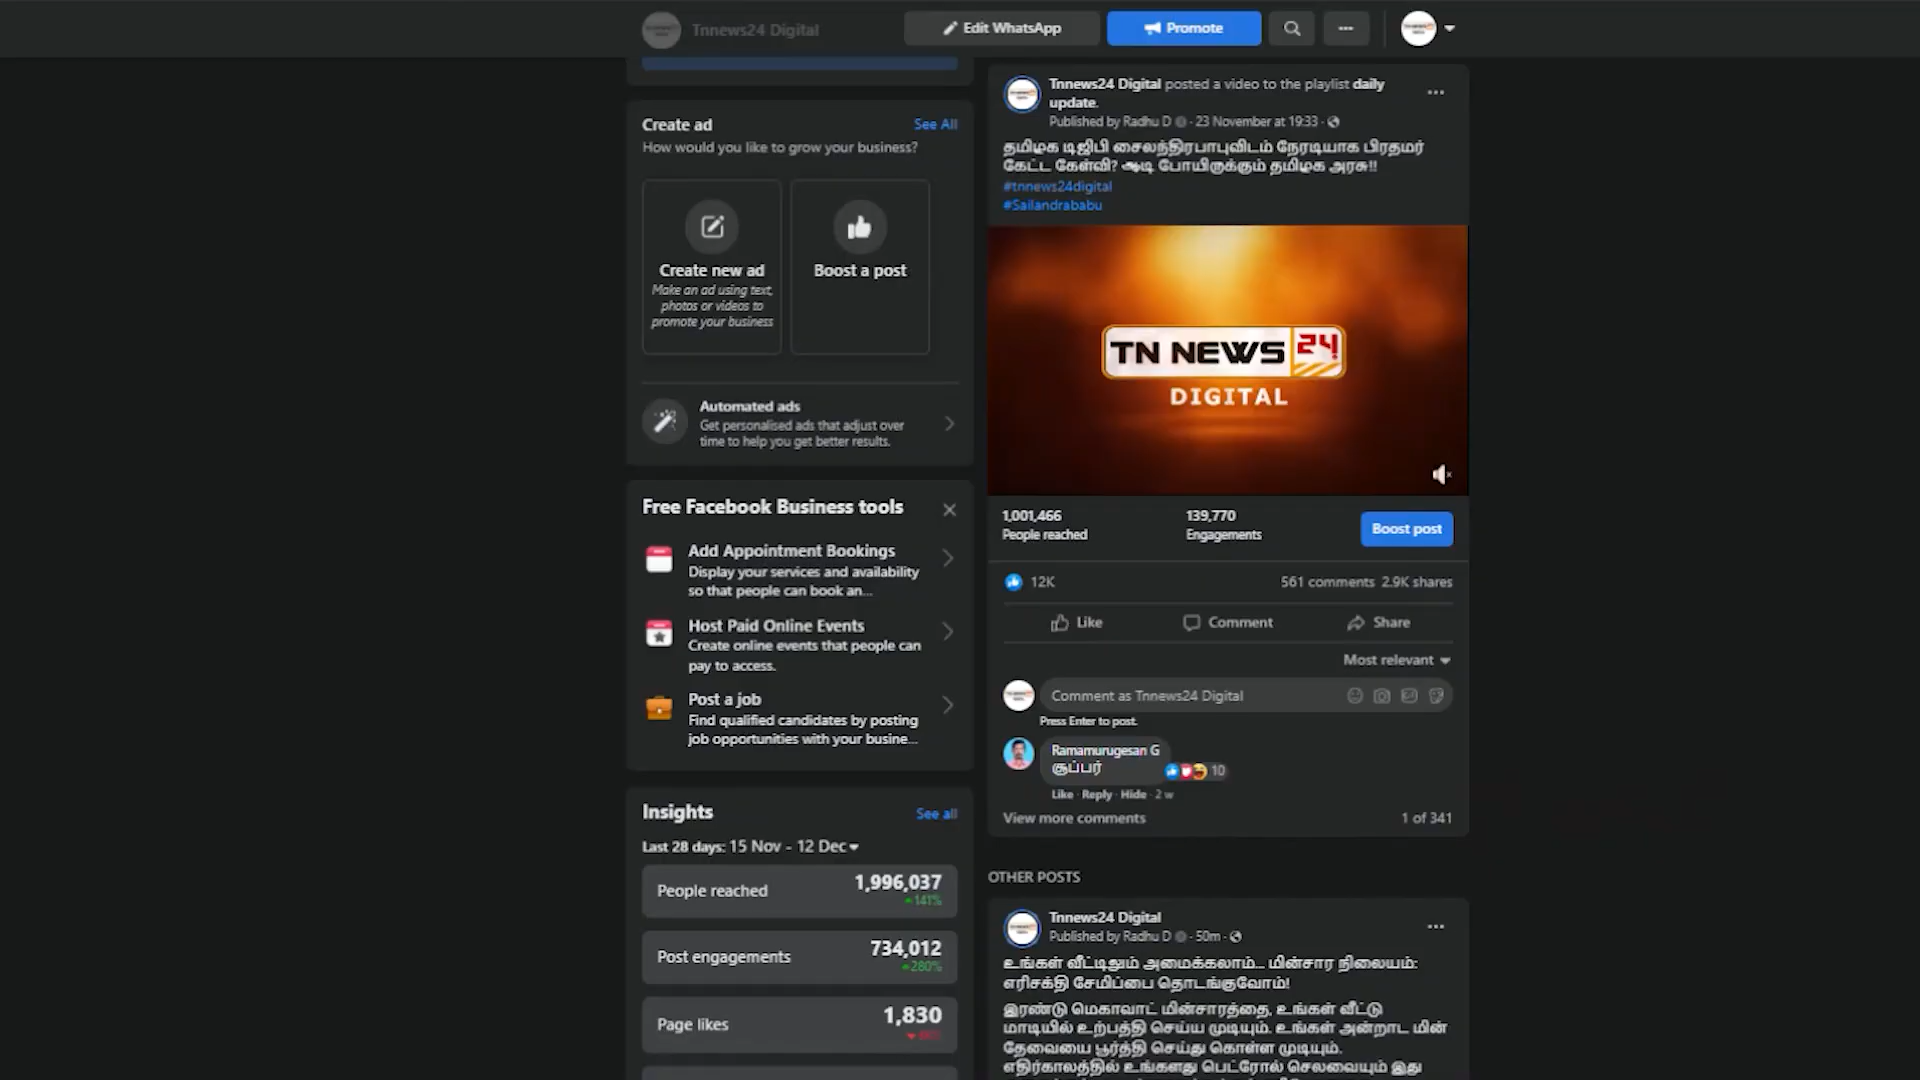 Tnnews24 Digital
Edit WhatsApp
Promote
Create ad
See All
How would you like to grow your business?
Create new ad
Make an ad using text,
photos or videos to
promote your business
Boost a post
Automated ads
Get personalised ads that adjust over
time to help you get better results.
Free Facebook Business tools
Add Appointment Bookings
Display your services and availability
so that people can book an...
Host Paid Online Events
Create online events that people can
pay to access.
Post a job
Find qualified candidates by posting
job opportunities with your busine...
Insights
See all
Last 28 days: 15 Nov - 12 Dec
People reached
1,996,037
141%
Post engagements
734,012
280%
Page likes
1,830
Tnnews24 Digital posted a video to the playlist daily
update.
Published by Radhu D · 23 November at 19:33 ·
தமிழக டிஜிபி சைலந்திரபாபுவிடம் நேரடியாக பிரதமர்
கேட்ட கேள்வி? ஆடி போயிருக்கும் தமிழக அரசு!!
#tnnews24digital
#Sailandrababu
TN NEWS 24
DIGITAL
1,001,466
People reached
139,770
Engagements
Boost post
12K
561 comments 2.9K shares
Like
Comment
Share
Most relevant
Comment as Tnnews24 Digital
Press Enter to post.
Ramamurugesan G
சூப்பர்
10
Like · Reply · Hide · 2 w
View more comments
1 of 341
OTHER POSTS
Tnnews24 Digital
Published by Radhu D · 50m ·
உங்கள் வீட்டிலும் அமைக்கலாம்... மின்சார நிலையம்:
எரிசக்தி சேமிப்பை தொடங்குவோம்!
இரண்டு மெகாவாட் மின்சாரத்தை, உங்கள் வீட்டு
மாடியில் உற்பத்தி செய்ய முடியும். உங்கள் அன்றாட மின்
தேவையை பூர்த்தி செய்து கொள்ள முடியும்.
எதிர்காலத்தில் உங்களது பெட்ரோல் செலவையும் இது